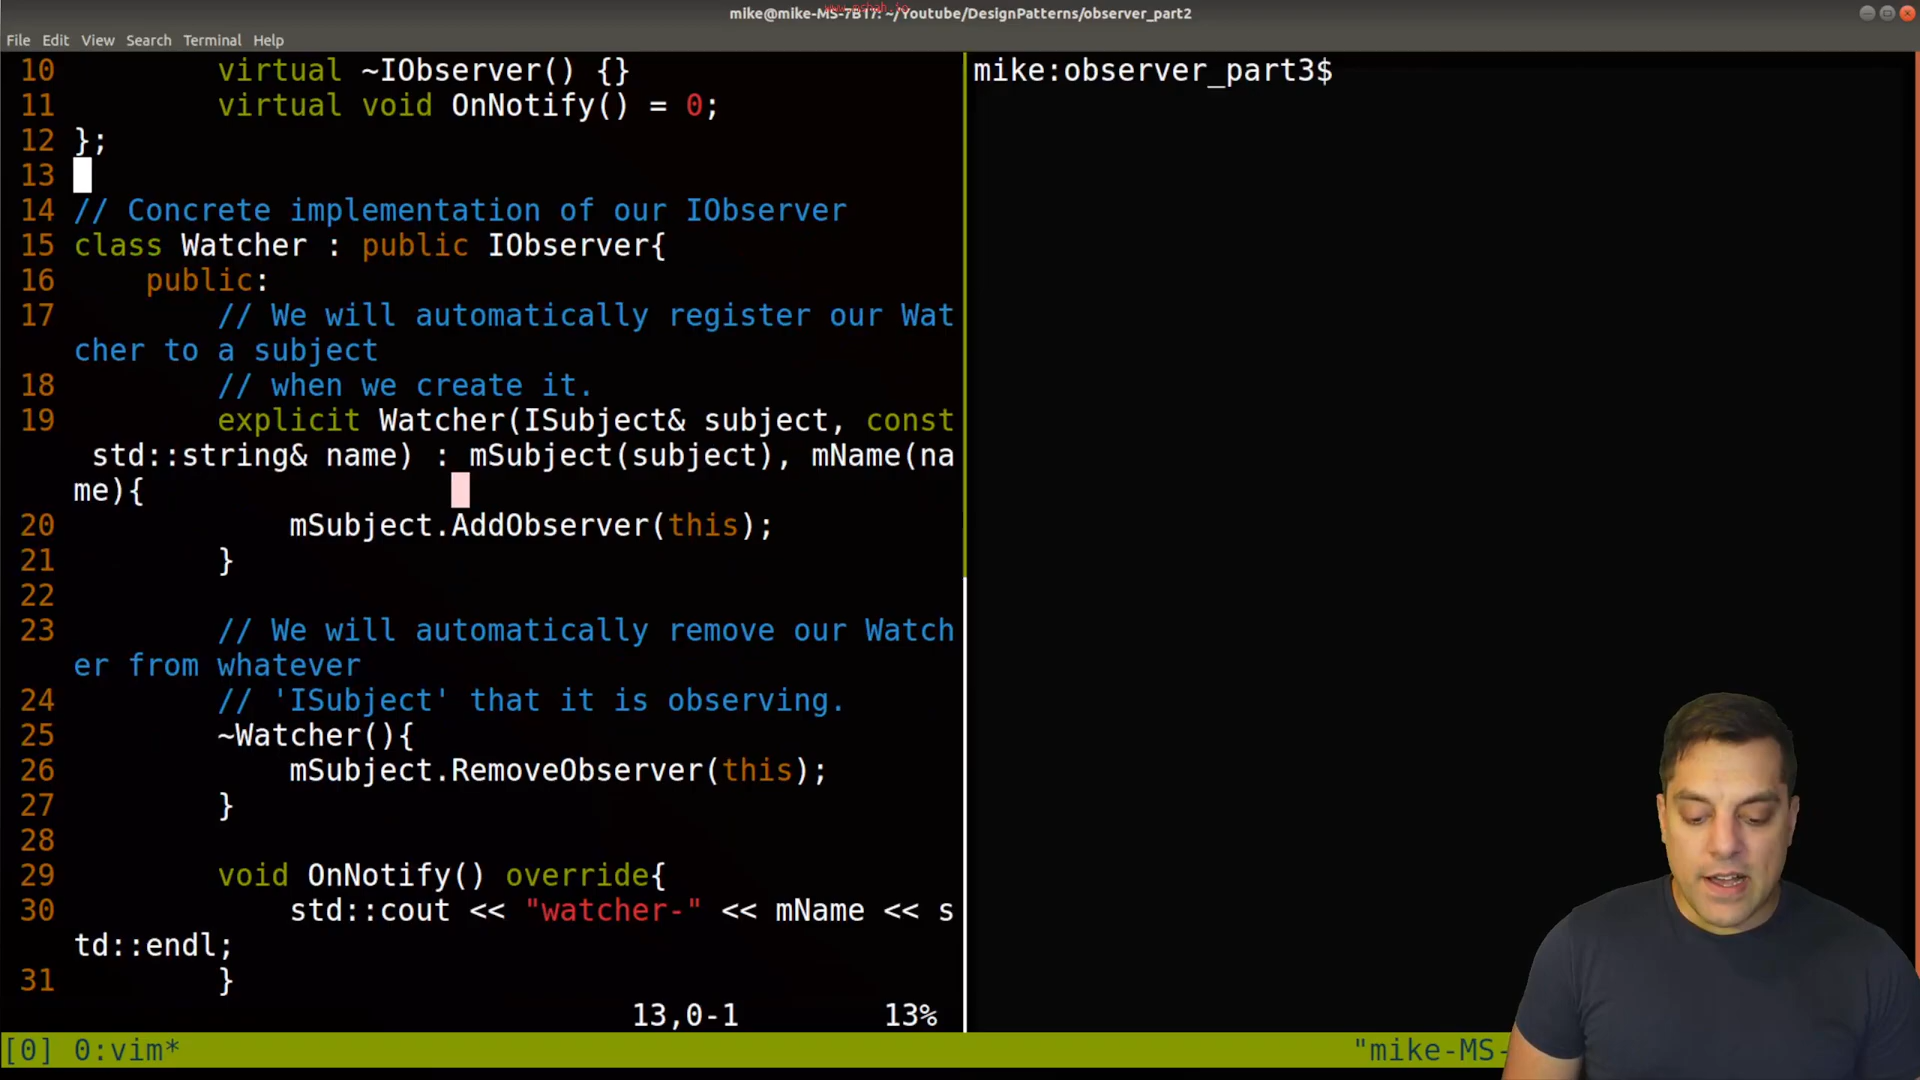 www.mshah.io
mike@mike-MS-7B17: ~/Youtube/DesignPatterns/observer_part2
File Edit View Search Terminal Help
10         virtual ~IObserver() {}
11         virtual void OnNotify() = 0;
12 };
13
14 // Concrete implementation of our IObserver
15 class Watcher : public IObserver{
16     public:
17         // We will automatically register our Wat
cher to a subject
18         // when we create it.
19         explicit Watcher(ISubject& subject, const
 std::string& name) : mSubject(subject), mName(na
me){
20             mSubject.AddObserver(this);
21         }
22
23         // We will automatically remove our Watch
er from whatever
24         // 'ISubject' that it is observing.
25         ~Watcher(){
26             mSubject.RemoveObserver(this);
27         }
28
29         void OnNotify() override{
30             std::cout << "watcher-" << mName << s
td::endl;
31         }
13,0-1 13%
mike:observer_part3$
[0] 0:vim* "mike-MS-